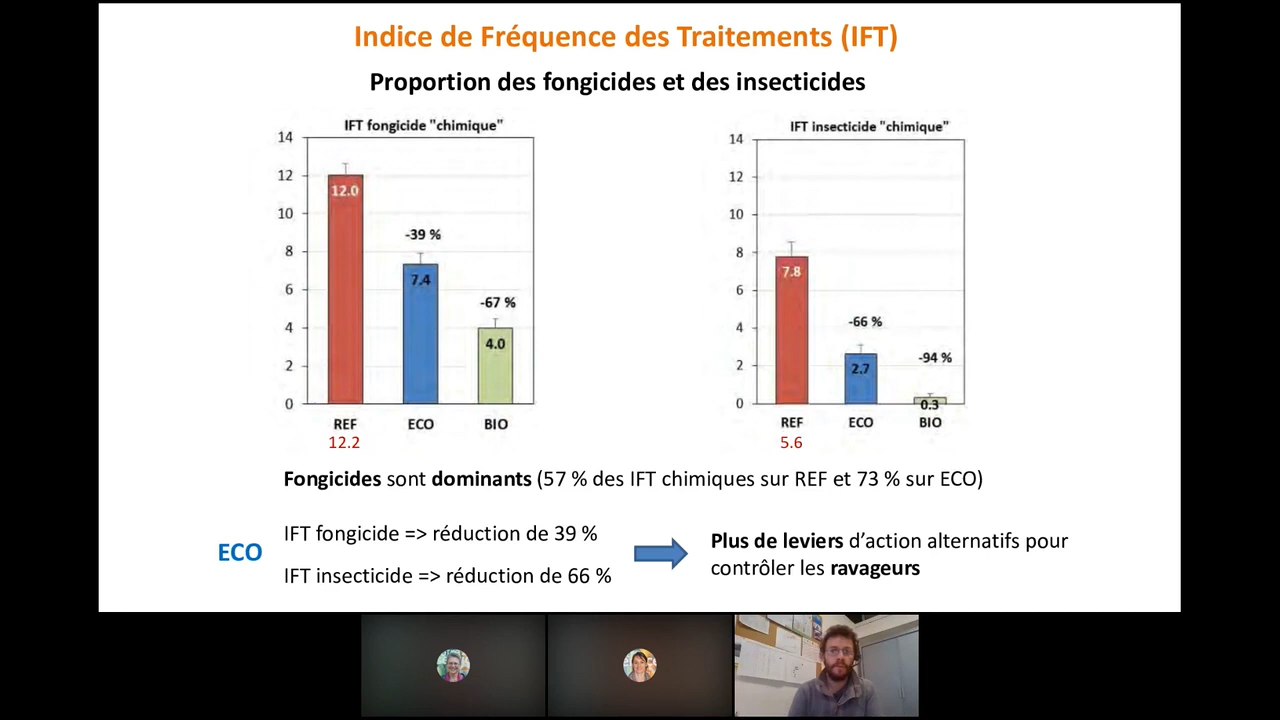 Indice de Fréquence des Traitements (IFT)
Proportion des fongicides et des insecticides
IFT fongicide "chimique"
14
12
10
8
6
4
2
0
12.0
-39 %
7.4
-67 %
4.0
REF
ECO
BIO
12.2
IFT insecticide "chimique"
14
12
10
8
6
4
2
0
7.8
-66 %
2.7
-94 %
0.3
REF
ECO
BIO
5.6
Fongicides sont dominants (57 % des IFT chimiques sur REF et 73 % sur ECO)
ECO
IFT fongicide => réduction de 39 %
IFT insecticide => réduction de 66 %
Plus de leviers d’action alternatifs pour
contrôler les ravageurs